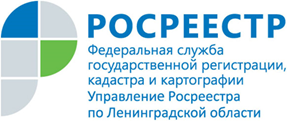 РОСРЕЕСТР
Федеральная служба
государственной регистрации,
кадастра и картографии
Управление Росреестра
по Ленинградской области